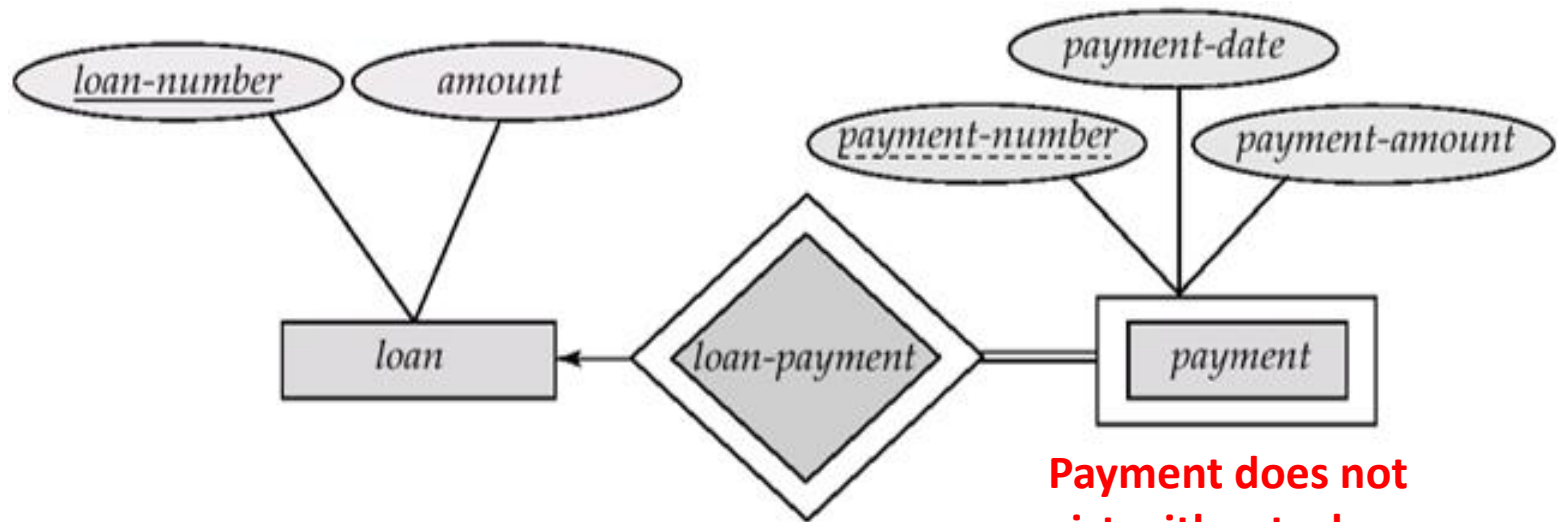 payment-date
loan-number amount
payment-number payment-amount
loan loan-payment payment
Payment does not